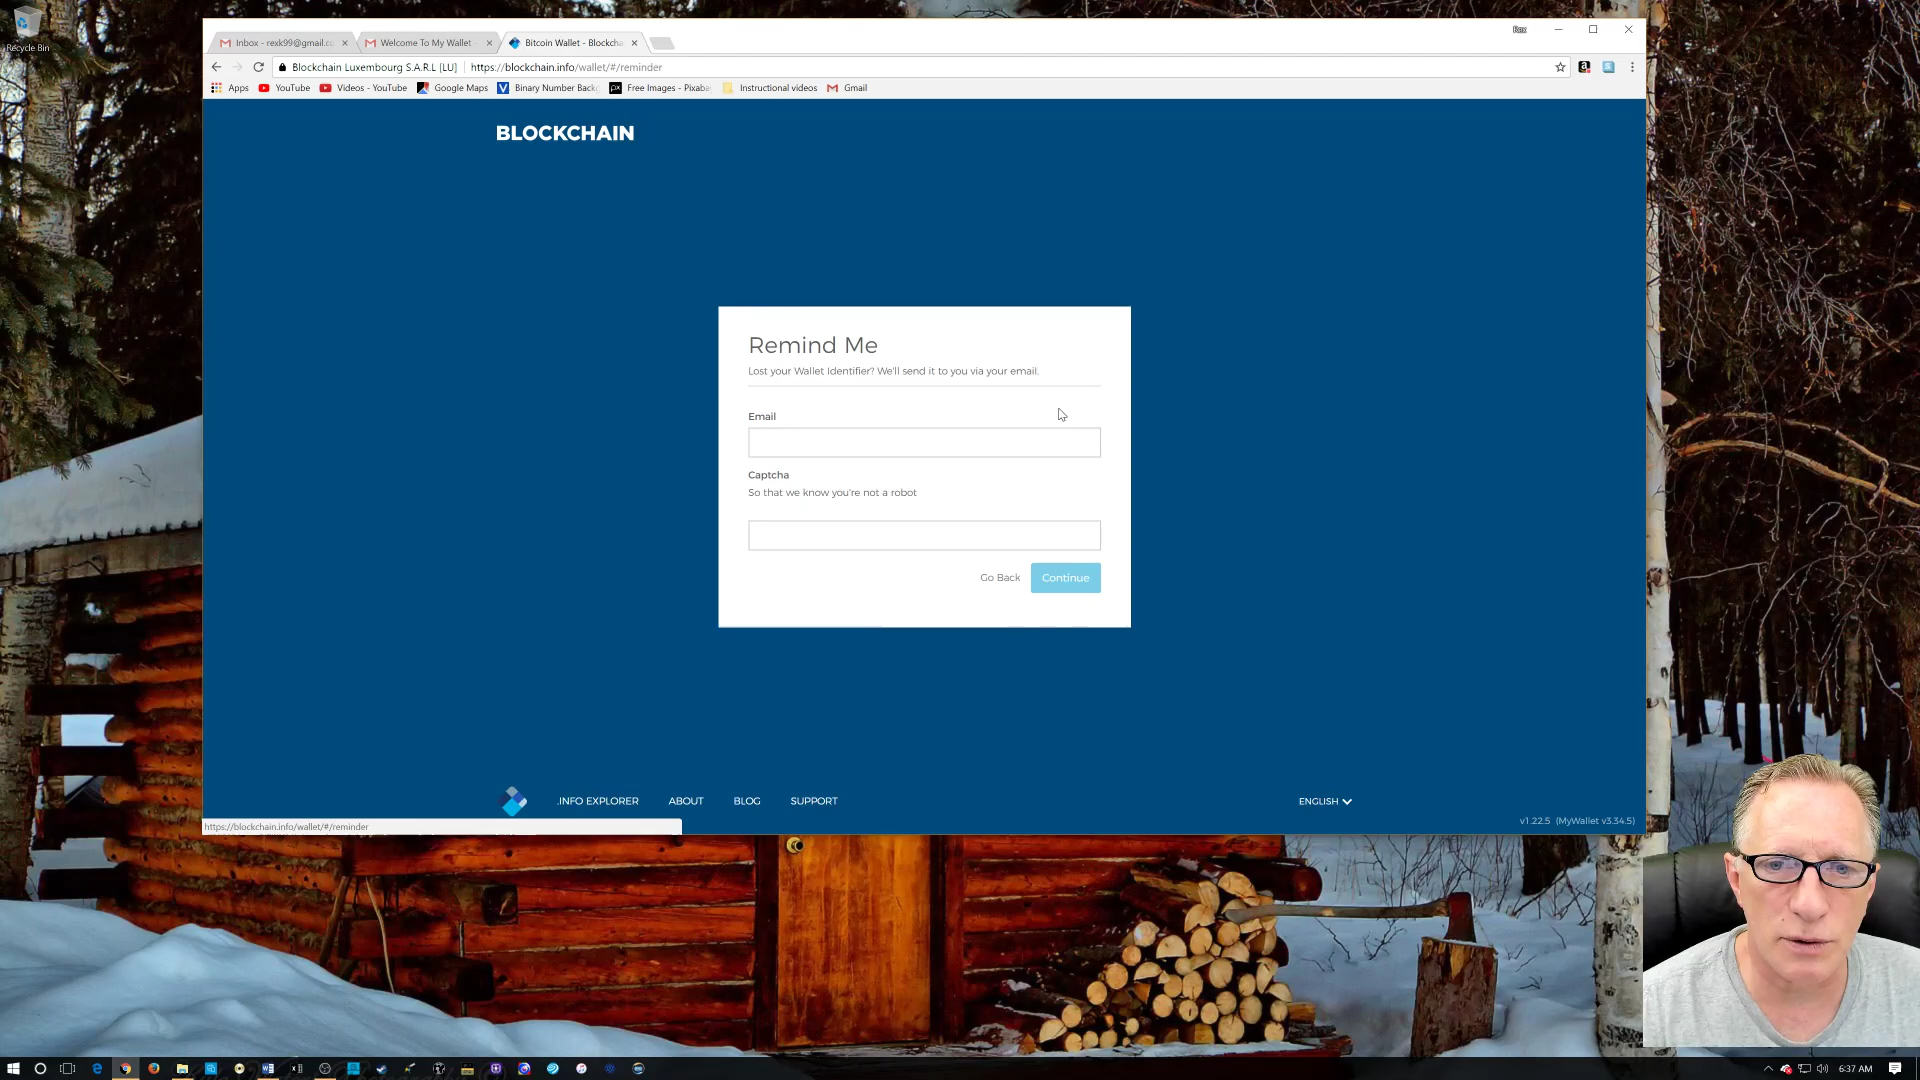 Recycle Bin
Inbox - rexk99@gmail.c
Welcome To My Wallet
Bitcoin Wallet - Blockcha
Rex
Blockchain Luxembourg S.A.R.L [LU]
https://blockchain.info/wallet/#/reminder
Apps
YouTube
Videos - YouTube
Google Maps
Binary Number Back
Free Images - Pixaba
Instructional videos
Gmail
BLOCKCHAIN
Remind Me
Lost your Wallet Identifier? We'll send it to you via your email.
Email
Captcha
So that we know you're not a robot
Go Back
Continue
.INFO EXPLORER
ABOUT
BLOG
SUPPORT
ENGLISH
v1.22.5 (MyWallet v3.34.5)
https://blockchain.info/wallet/#/reminder
6:37 AM